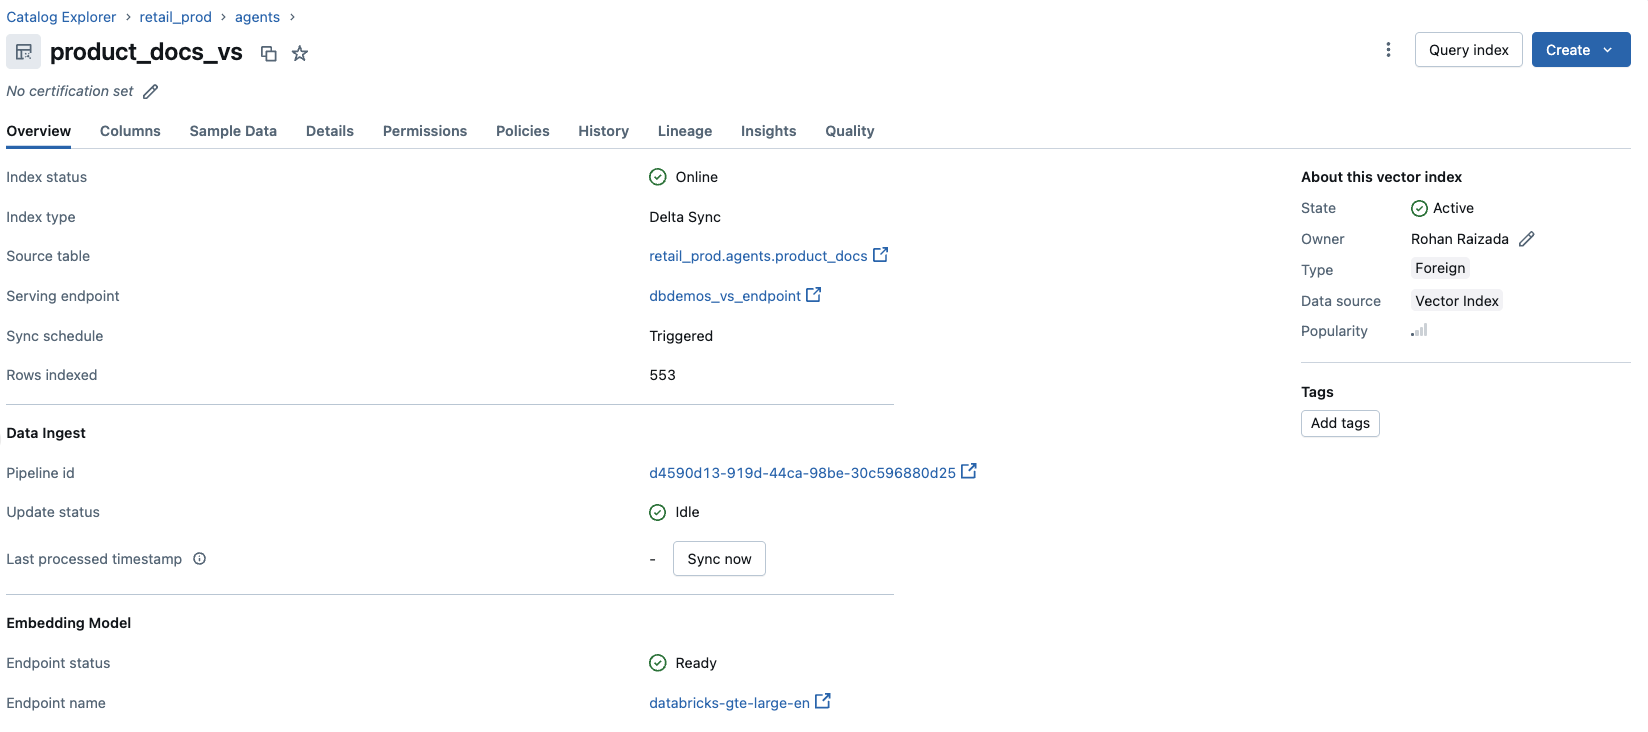 Catalog Explorer > retail_prod > agents >
product_docs_vs
Query index
Create
No certification set
Overview Columns Sample Data Details Permissions Policies History Lineage Insights Quality
Index status Online
Index type Delta Sync
Source table retail_prod.agents.product_docs
Serving endpoint dbdemos_vs_endpoint
Sync schedule Triggered
Rows indexed 553
Data Ingest
Pipeline id d4590d13-919d-44ca-98be-30c596880d25
Update status Idle
Last processed timestamp - Sync now
Embedding Model
Endpoint status Ready
Endpoint name databricks-gte-large-en
About this vector index
State Active
Owner Rohan Raizada
Type Foreign
Data source Vector Index
Popularity
Tags
Add tags